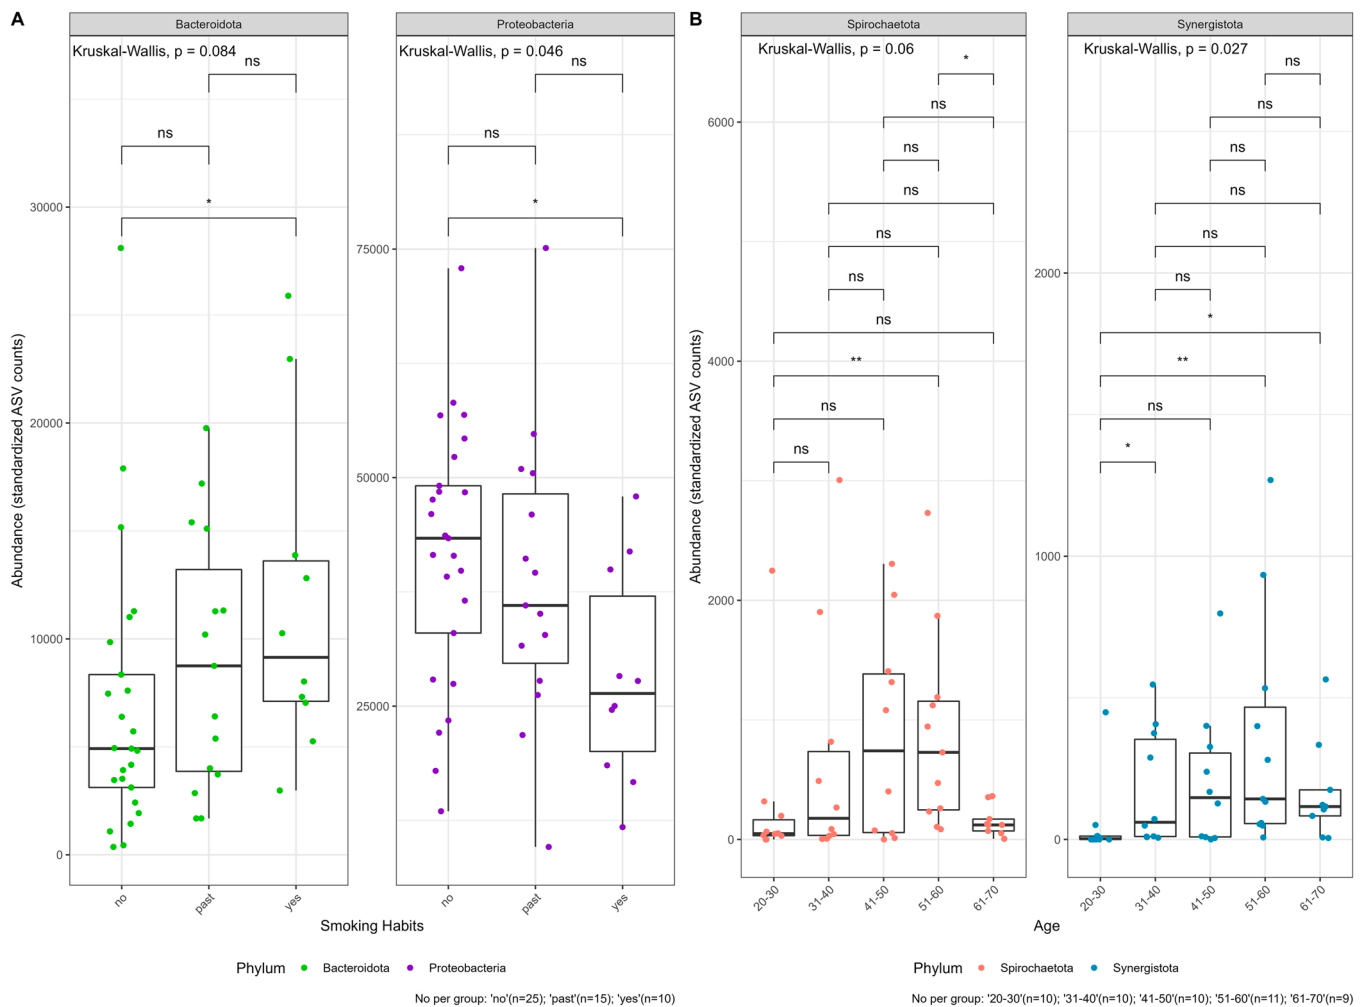 A
Bacteroidota
Proteobacteria
Kruskal-Wallis, p = 0.084
ns
ns
*
Kruskal-Wallis, p = 0.046
ns
ns
*
Abundance (standardized ASV counts)
30000
20000
10000
0
75000
50000
25000
no
past
yes
no
past
yes
Smoking Habits
Phylum
Bacteroidota
Proteobacteria
No per group: 'no'(n=25); 'past'(n=15); 'yes'(n=10)
B
Spirochaetota
Synergistota
Kruskal-Wallis, p = 0.06
*
ns
ns
ns
ns
ns
ns
**
ns
ns
Kruskal-Wallis, p = 0.027
ns
ns
ns
ns
ns
ns
*
**
ns
*
Abundance (standardized ASV counts)
6000
4000
2000
0
2000
1000
0
20-30
31-40
41-50
51-60
61-70
20-30
31-40
41-50
51-60
61-70
Age
Phylum
Spirochaetota
Synergistota
No per group: '20-30'(n=10); '31-40'(n=10); '41-50'(n=10); '51-60'(n=11); '61-70'(n=9)